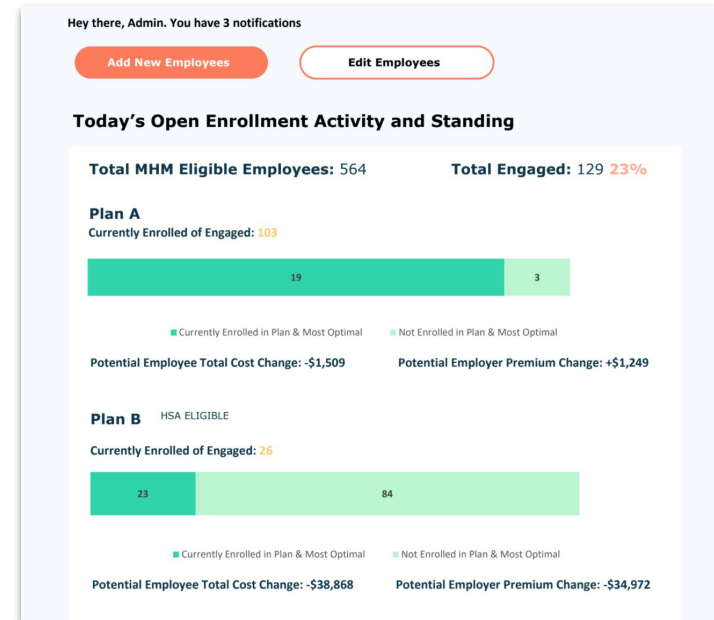 Hey there, Admin. You have 3 notifications
Add New Employees
Edit Employees
Today’s Open Enrollment Activity and Standing
Total MHM Eligible Employees: 564
Total Engaged: 129 23%
Plan A
Currently Enrolled of Engaged: 103
19
3
Currently Enrolled in Plan & Most Optimal
Not Enrolled in Plan & Most Optimal
Potential Employee Total Cost Change: -$1,509
Potential Employer Premium Change: +$1,249
Plan B
HSA ELIGIBLE
Currently Enrolled of Engaged: 26
23
84
Currently Enrolled in Plan & Most Optimal
Not Enrolled in Plan & Most Optimal
Potential Employee Total Cost Change: -$38,868
Potential Employer Premium Change: -$34,972